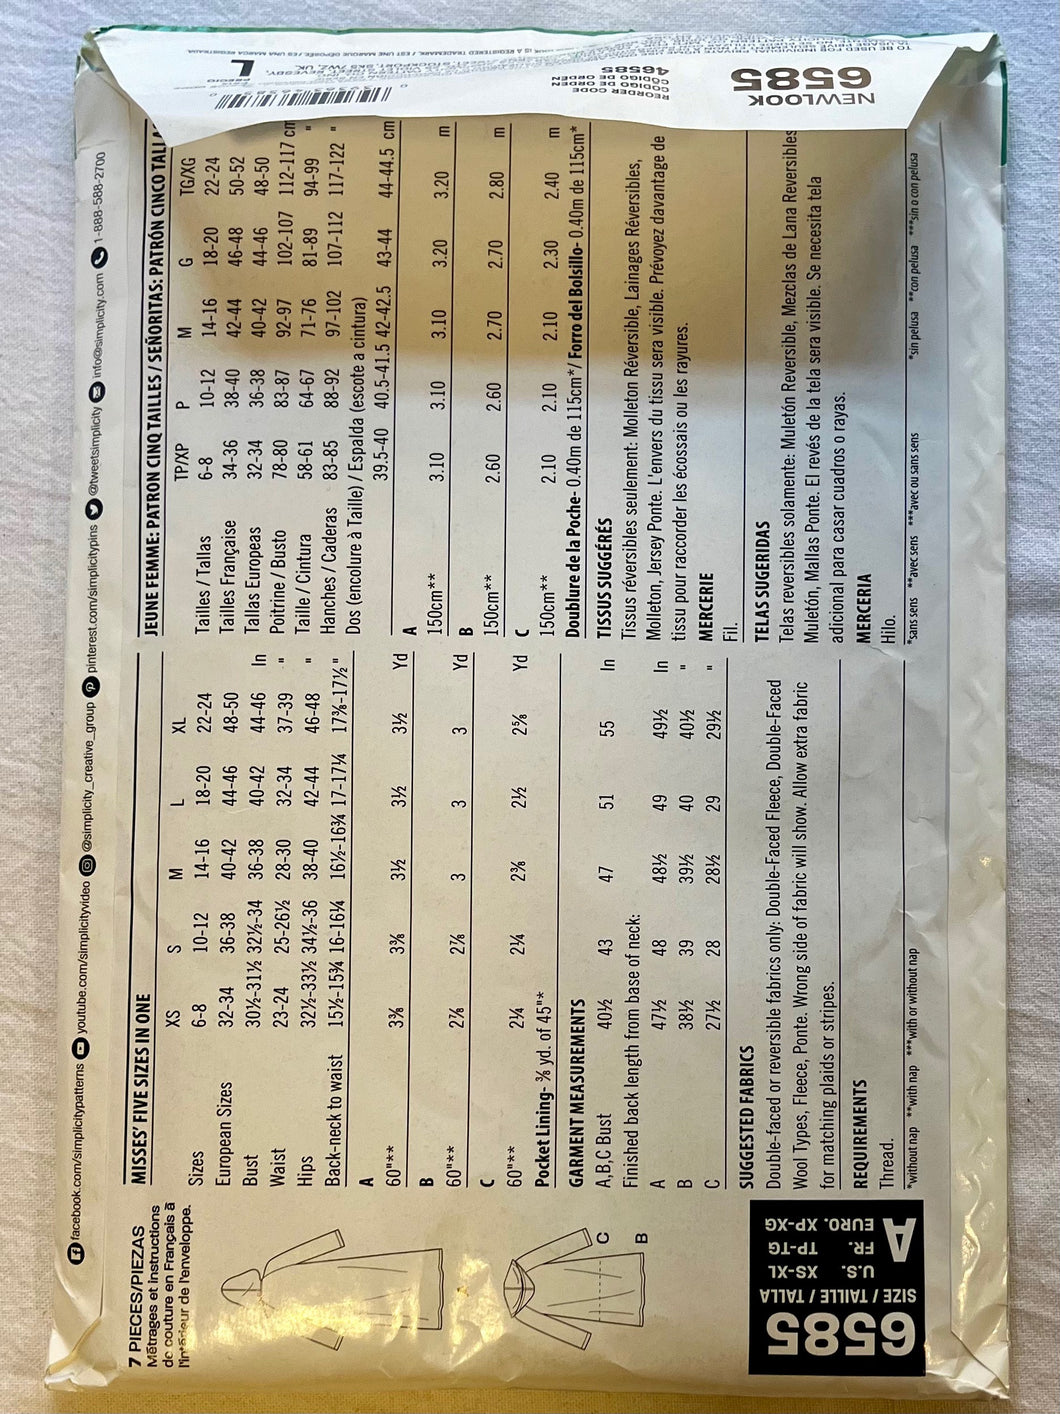 facebook.com/simplicitypatterns youtube.com/simplicityvideo @simplicity_creative_group pinterest.com/simplicitypins @tweetsimplicity info@simplicity.com 1-888-588-2700
7 PIECES/PIEZAS
Métrages et instructions
de couture en Français à
l'intérieur de l'enveloppe.
C
B
6585
SIZE / TAILLE / TALLA
U.S. XS-XL
FR. TP-TG
EURO. XP-XG
A
MISSES' FIVE SIZES IN ONE
XS S M L XL
Sizes 6-8 10-12 14-16 18-20 22-24
European Sizes 32-34 36-38 40-42 44-46 48-50
Bust 30½-31½ 32½-34 36-38 40-42 44-46 In
Waist 23-24 25-26½ 28-30 32-34 37-39 "
Hips 32½-33½ 34½-36 38-40 42-44 46-48 "
Back-neck to waist 15½-15¾ 16-16¼ 16½-16¾ 17-17¼ 17⅜-17½ "
A
60"** 3⅜ 3⅜ 3½ 3½ 3½ Yd
B
60"** 2⅞ 2⅞ 3 3 3 Yd
C
60"** 2¼ 2¼ 2⅜ 2½ 2⅝ Yd
Pocket Lining- ⅜ yd. of 45"*
GARMENT MEASUREMENTS
A,B,C Bust 40½ 43 47 51 55 In
Finished back length from base of neck:
A 47½ 48 48½ 49 49½ In
B 38½ 39 39½ 40 40½ "
C 27½ 28 28½ 29 29½ "
SUGGESTED FABRICS
Double-faced or reversible fabrics only: Double-Faced Fleece, Double-Faced
Wool Types, Fleece, Ponte. Wrong side of fabric will show. Allow extra fabric
for matching plaids or stripes.
REQUIREMENTS
Thread.
*without nap **with nap ***with or without nap
JEUNE FEMME: PATRON CINQ TAILLES / SEÑORITAS: PATRÓN CINCO
TP/XP P M G TG/XG
Tailles / Tallas 6-8 10-12 14-16 18-20 22-24
Tailles Française 34-36 38-40 42-44 46-48 50-52
Tallas Europeas 32-34 36-38 40-42 44-46 48-50
Poitrine / Busto 78-80 83-87 92-97 102-107 112-117 cm
Taille / Cintura 58-61 64-67 71-76 81-89 94-99 "
Hanches / Caderas 83-85 88-92 97-102 107-112 117-122 "
Dos (encolure à Taille) / Espalda (escote a cintura)
39.5-40 40.5-41.5 42-42.5 43-44 44-44.5 cm
A
150cm** 3.10 3.10 3.10 3.20 3.20 m
B
150cm** 2.60 2.60 2.70 2.70 2.80 m
C
150cm** 2.10 2.10 2.10 2.30 2.40 m
Doublure de la Poche- 0.40m de 115cm*/ Forro del Bolsillo- 0.40m de 115cm*
TISSUS SUGGÉRÉS
Tissus réversibles seulement: Molleton Réversible, Lainages Réversibles,
Molleton, Jersey Ponte. L'envers du tissu sera visible. Prévoyez davantage de
tissu pour raccorder les écossais ou les rayures.
MERCERIE
Fil.
TELAS SUGERIDAS
Telas reversibles solamente: Muletón Reversible, Mezclas de Lana Reversibles
Muletón, Mallas Ponte. El revés de la tela sera visible. Se necesita tela
adicional para casar cuadros o rayas.
MERCERIA
Hilo.
*sans sens **avec sens ***avec ou sans sens *sin pelusa **con pelusa ***sin o con pelusa
NEWLOOK
6585
REORDER CODE
CÓDIGO DE ORDEN
CÓDIGO DE ORDEN
46585
L